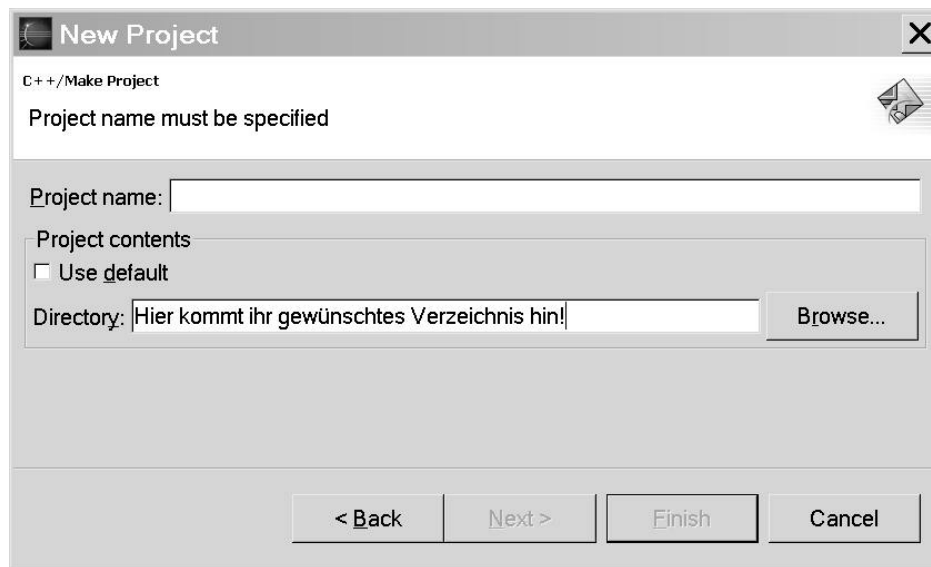 New Project
C++/Make Project
Project name must be specified
Project name:
Project contents
Use default
Directory: Hier kommt ihr gewünschtes Verzeichnis hin! Browse...
< Back Next > Finish Cancel